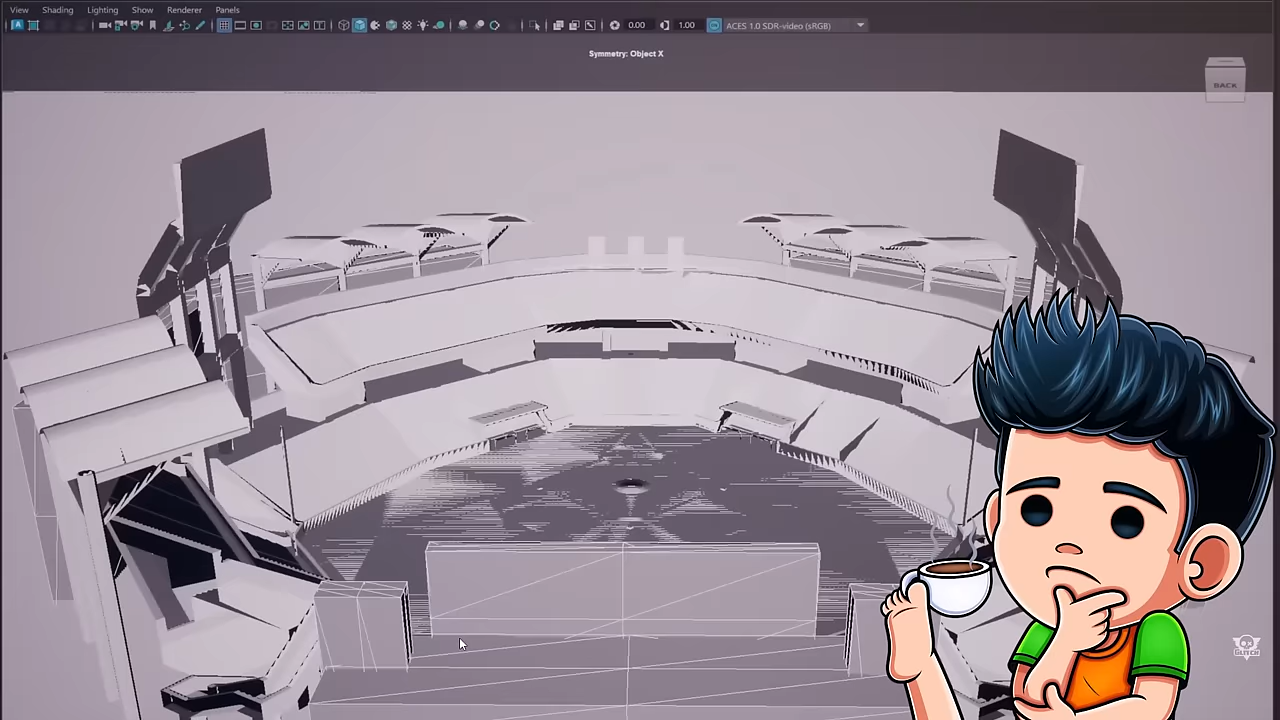 View Shading Lighting Show Renderer Panels
0.00 1.00 ACES 1.0 SDR-video (sRGB)
Symmetry: Object X
BACK
GLITCH